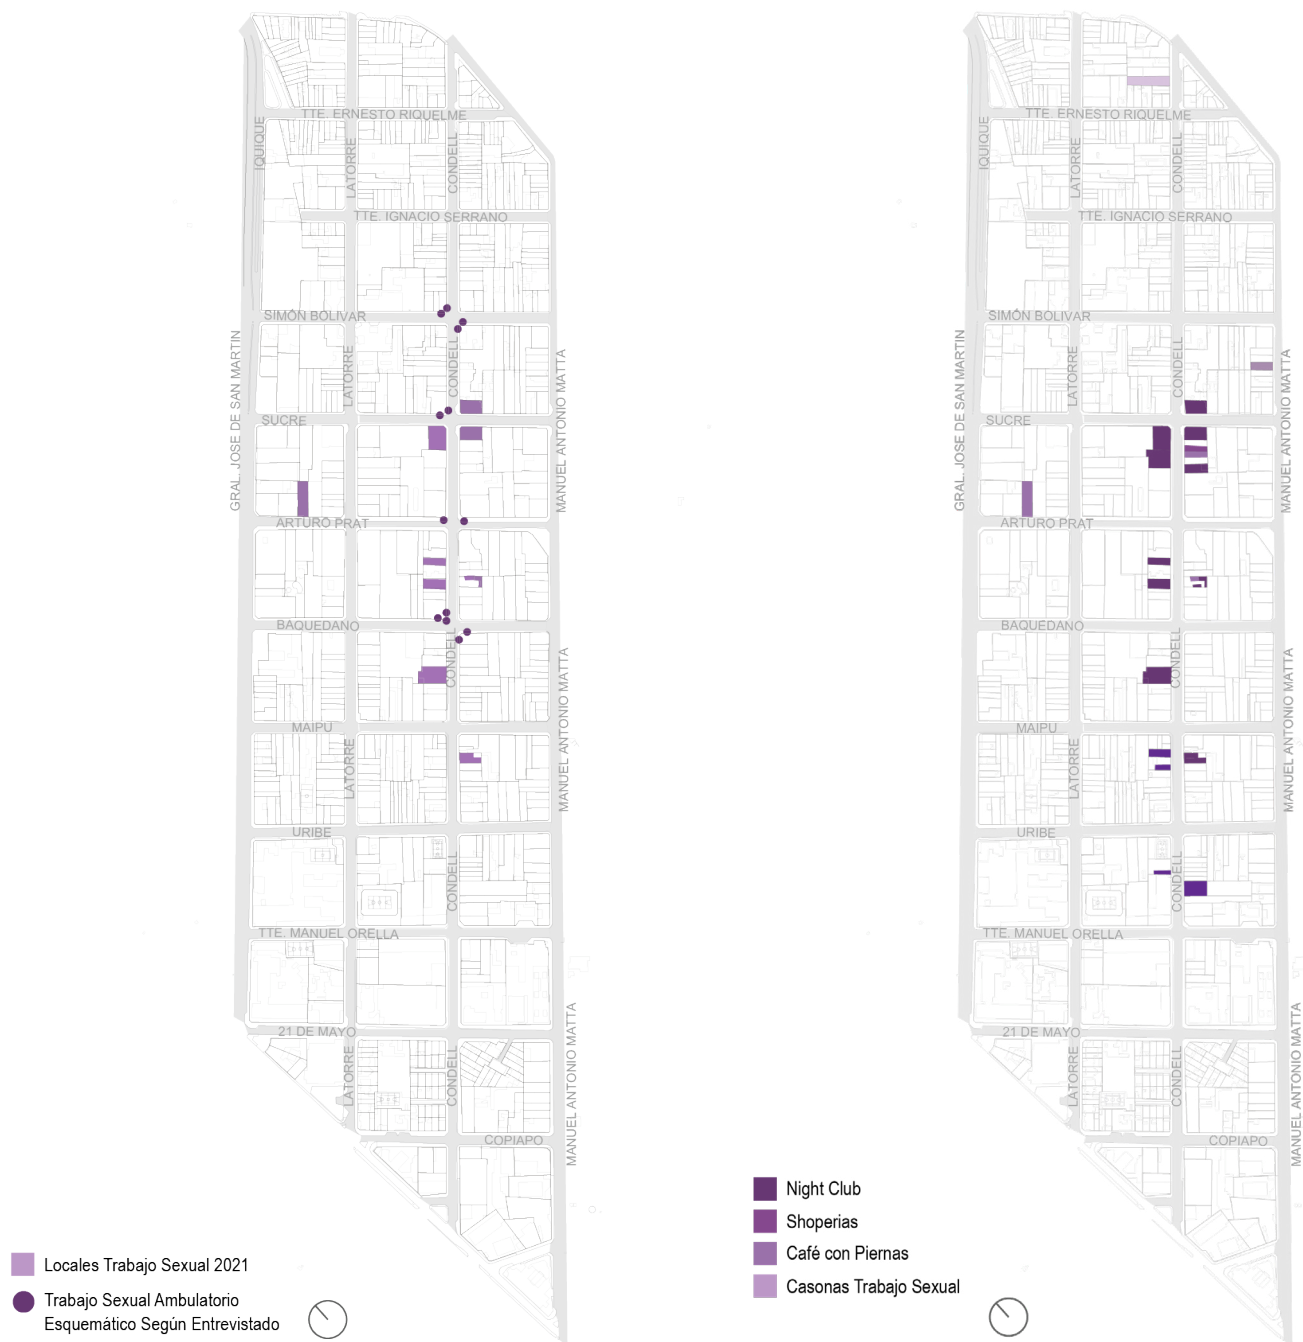 TTE. ERNESTO RIQUELME
IQUIQUE
LATORRE
CONDELL
TTE. IGNACIO SERRANO
SIMÓN BOLIVAR
GRAL. JOSE DE SAN MARTIN
LATORRE
CONDELL
MANUEL ANTONIO MATTA
SUCRE
ARTURO PRAT
BAQUEDANO
CONDELL
MANUEL ANTONIO MATTA
MAIPU
LATORRE
URIBE
CONDELL
TTE. MANUEL ORELLA
21 DE MAYO
LATORRE
CONDELL
MANUEL ANTONIO MATTA
COPIAPO
Locales Trabajo Sexual 2021
Trabajo Sexual Ambulatorio
Esquemático Según Entrevistado
TTE. ERNESTO RIQUELME
IQUIQUE
LATORRE
CONDELL
TTE. IGNACIO SERRANO
SIMÓN BOLIVAR
GRAL. JOSE DE SAN MARTIN
LATORRE
CONDELL
MANUEL ANTONIO MATTA
SUCRE
ARTURO PRAT
BAQUEDANO
CONDELL
MANUEL ANTONIO MATTA
MAIPU
LATORRE
URIBE
CONDELL
TTE. MANUEL ORELLA
21 DE MAYO
LATORRE
CONDELL
MANUEL ANTONIO MATTA
COPIAPO
Night Club
Shoperias
Café con Piernas
Casonas Trabajo Sexual